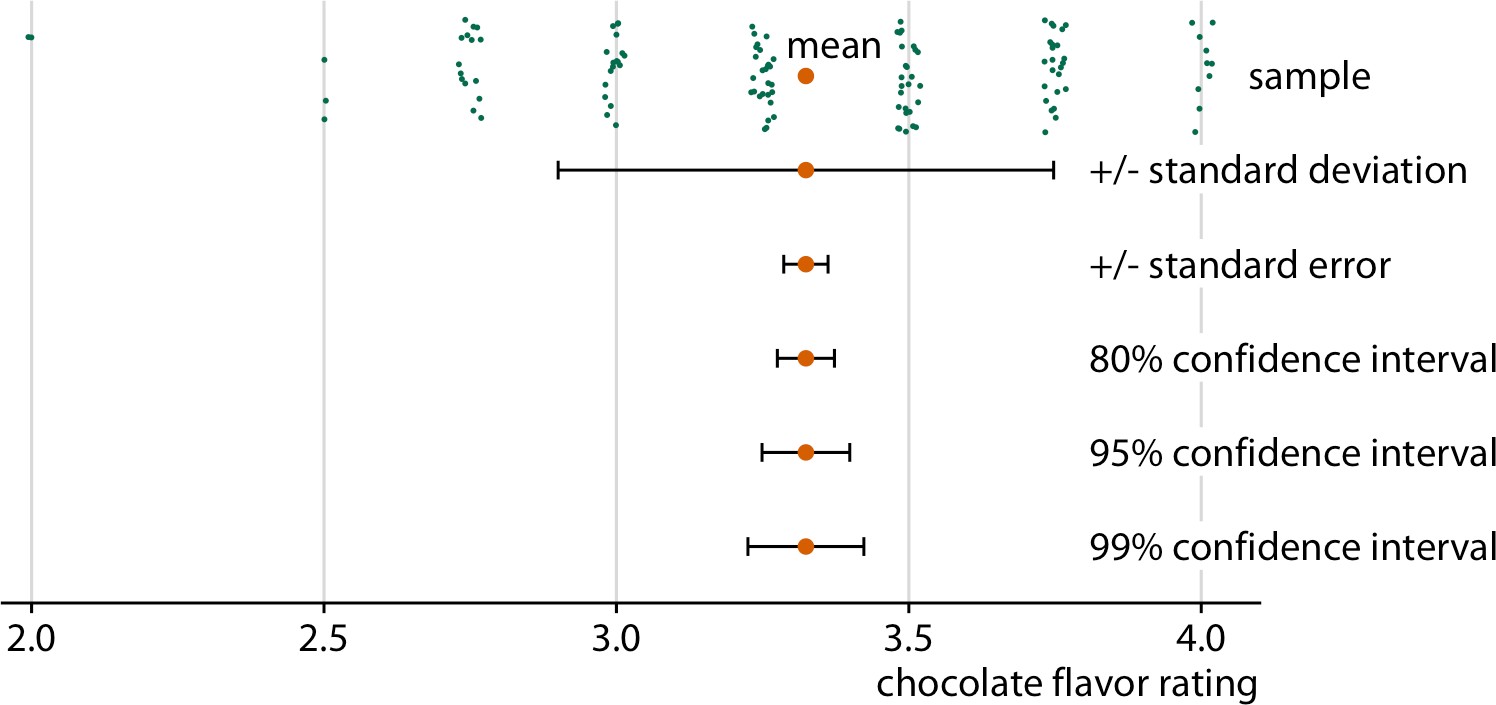 mean
sample
+/- standard deviation
+/- standard error
80% confidence interval
95% confidence interval
99% confidence interval
2.0 2.5 3.0 3.5 4.0
chocolate flavor rating